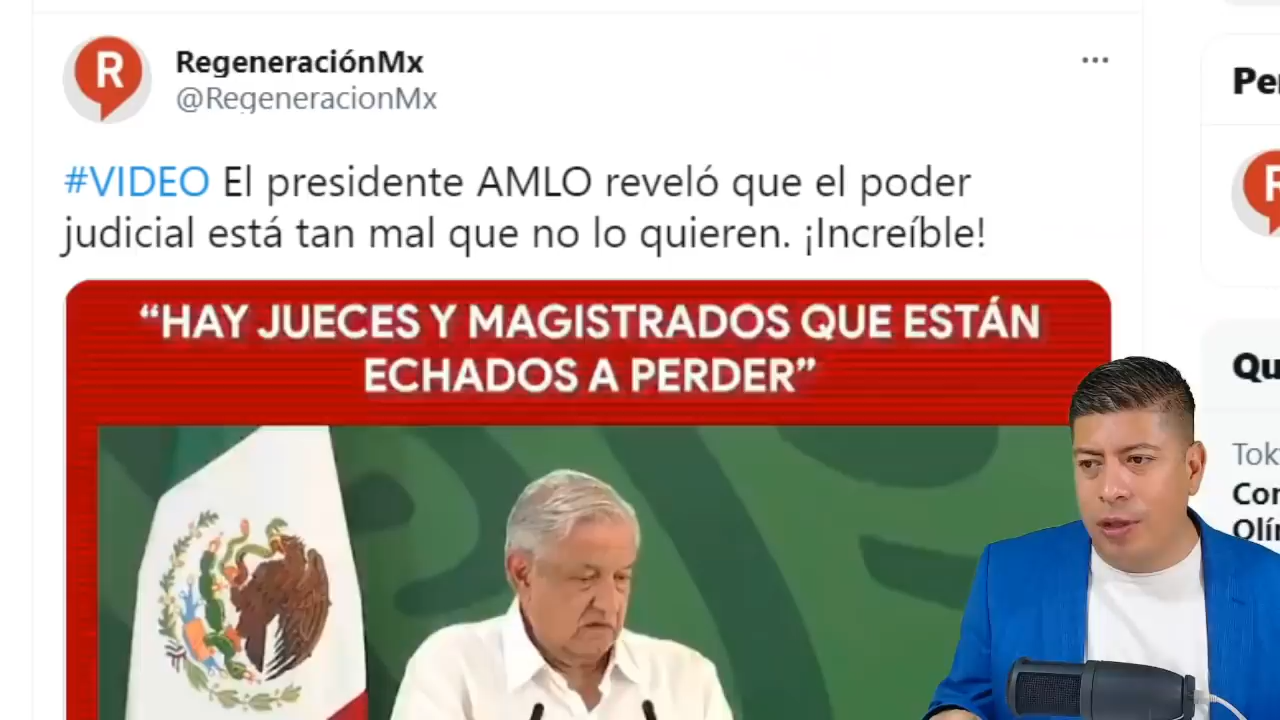 R
RegeneraciónMx
@RegeneracionMx
#VIDEO El presidente AMLO reveló que el poder
judicial está tan mal que no lo quieren. ¡Increíble!
“HAY JUECES Y MAGISTRADOS QUE ESTÁN
ECHADOS A PERDER”